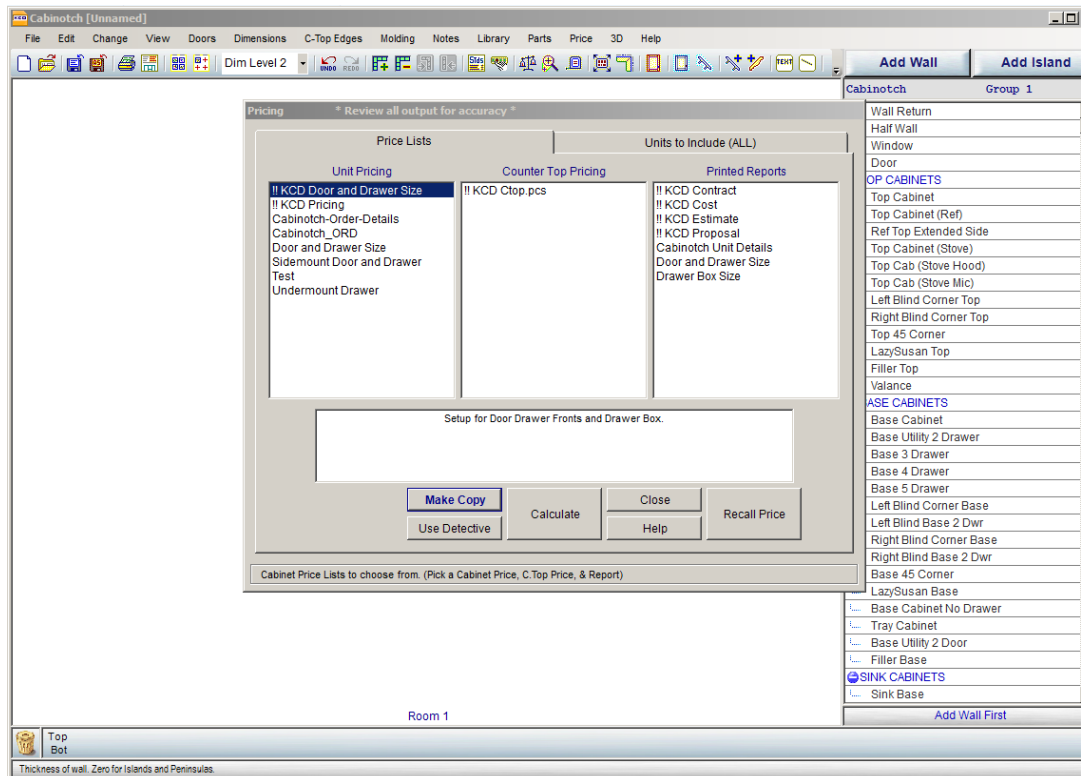 Cabinotch [Unnamed]
File Edit Change View Doors Dimensions C-Top Edges Molding Notes Library Parts Price 3D Help
Dim Level 2
UNDO REDO
Stds
TEXT
Add Wall Add Island
Cabinotch Group 1
Pricing * Review all output for accuracy *
Price Lists
Units to Include (ALL)
Unit Pricing
!! KCD Door and Drawer Size
!! KCD Pricing
Cabinotch-Order-Details
Cabinotch_ORD
Door and Drawer Size
Sidemount Door and Drawer
Test
Undermount Drawer
Counter Top Pricing
!! KCD Ctop.pcs
Printed Reports
!! KCD Contract
!! KCD Cost
!! KCD Estimate
!! KCD Proposal
Cabinotch Unit Details
Door and Drawer Size
Drawer Box Size
Setup for Door Drawer Fronts and Drawer Box.
Make Copy
Use Detective
Calculate
Close
Help
Recall Price
Cabinet Price Lists to choose from. (Pick a Cabinet Price, C.Top Price, & Report)
Wall Return
Half Wall
Window
Door
OP CABINETS
Top Cabinet
Top Cabinet (Ref)
Ref Top Extended Side
Top Cabinet (Stove)
Top Cab (Stove Hood)
Top Cab (Stove Mic)
Left Blind Corner Top
Right Blind Corner Top
Top 45 Corner
LazySusan Top
Filler Top
Valance
ASE CABINETS
Base Cabinet
Base Utility 2 Drawer
Base 3 Drawer
Base 4 Drawer
Base 5 Drawer
Left Blind Corner Base
Left Blind Base 2 Dwr
Right Blind Corner Base
Right Blind Base 2 Dwr
Base 45 Corner
LazySusan Base
Base Cabinet No Drawer
Tray Cabinet
Base Utility 2 Door
Filler Base
SINK CABINETS
Sink Base
Room 1
Add Wall First
Top
Bot
Thickness of wall. Zero for Islands and Peninsulas.